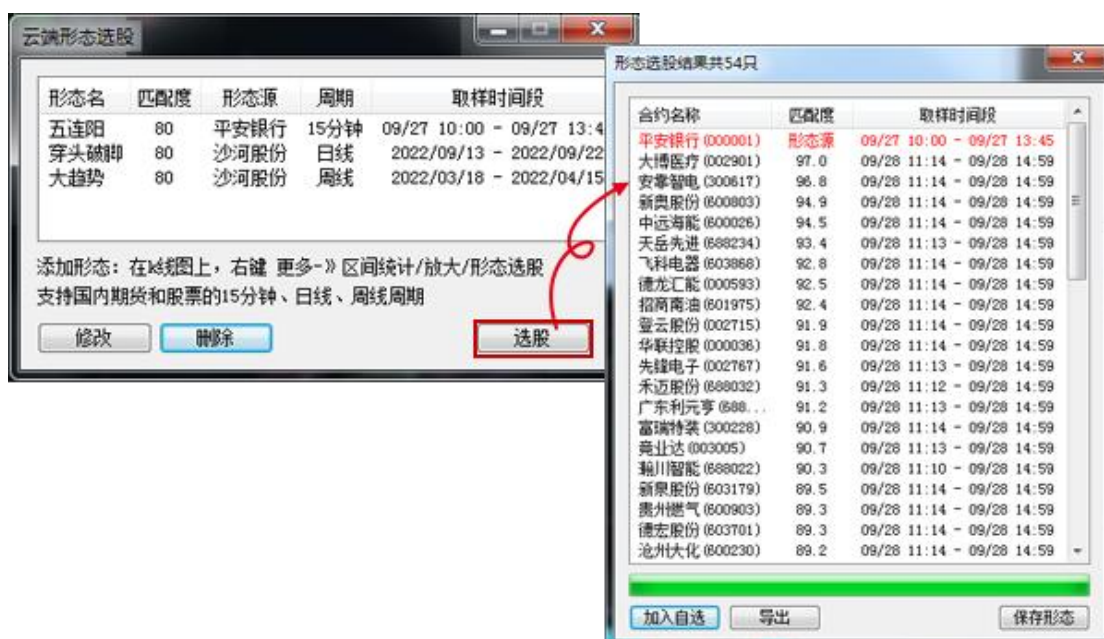 云端形态选股
形态名 匹配度 形态源 周期 取样时间段
五连阳 80 平安银行 15分钟 09/27 10:00 - 09/27 13:4
穿头破脚 80 沙河股份 日线 2022/09/13 - 2022/09/22
大趋势 80 沙河股份 周线 2022/03/18 - 2022/04/15
添加形态：在k线图上，右键 更多-》区间统计/放大/形态选股
支持国内期货和股票的15分钟、日线、周线周期
修改 删除 选股
形态选股结果共54只
合约名称 匹配度 取样时间段
平安银行(000001) 形态源 09/27 10:00 - 09/27 13:45
大博医疗(002901) 97.0 09/28 11:14 - 09/28 14:59
安靠智电(300617) 96.8 09/28 11:14 - 09/28 14:59
新奥股份(600803) 94.9 09/28 11:14 - 09/28 14:59
中远海能(600026) 94.5 09/28 11:14 - 09/28 14:59
天岳先进(688234) 93.4 09/28 11:13 - 09/28 14:59
飞科电器(603868) 92.8 09/28 11:14 - 09/28 14:59
德龙汇能(000593) 92.5 09/28 11:14 - 09/28 14:59
招商南油(601975) 92.4 09/28 11:14 - 09/28 14:59
登云股份(002715) 91.9 09/28 11:14 - 09/28 14:59
华联控股(000036) 91.8 09/28 11:14 - 09/28 14:59
先锋电子(002767) 91.6 09/28 11:13 - 09/28 14:59
禾迈股份(688032) 91.3 09/28 11:12 - 09/28 14:59
广东利元亨(688... 91.2 09/28 11:13 - 09/28 14:59
富瑞特装(300228) 90.9 09/28 11:14 - 09/28 14:59
竞业达(003005) 90.7 09/28 11:13 - 09/28 14:59
瀚川智能(688022) 90.3 09/28 11:10 - 09/28 14:59
新泉股份(603179) 89.5 09/28 11:14 - 09/28 14:59
贵州燃气(600903) 89.3 09/28 11:14 - 09/28 14:59
德宏股份(603701) 89.3 09/28 11:14 - 09/28 14:59
沧州大化(600230) 89.2 09/28 11:14 - 09/28 14:59
加入自选 导出 保存形态